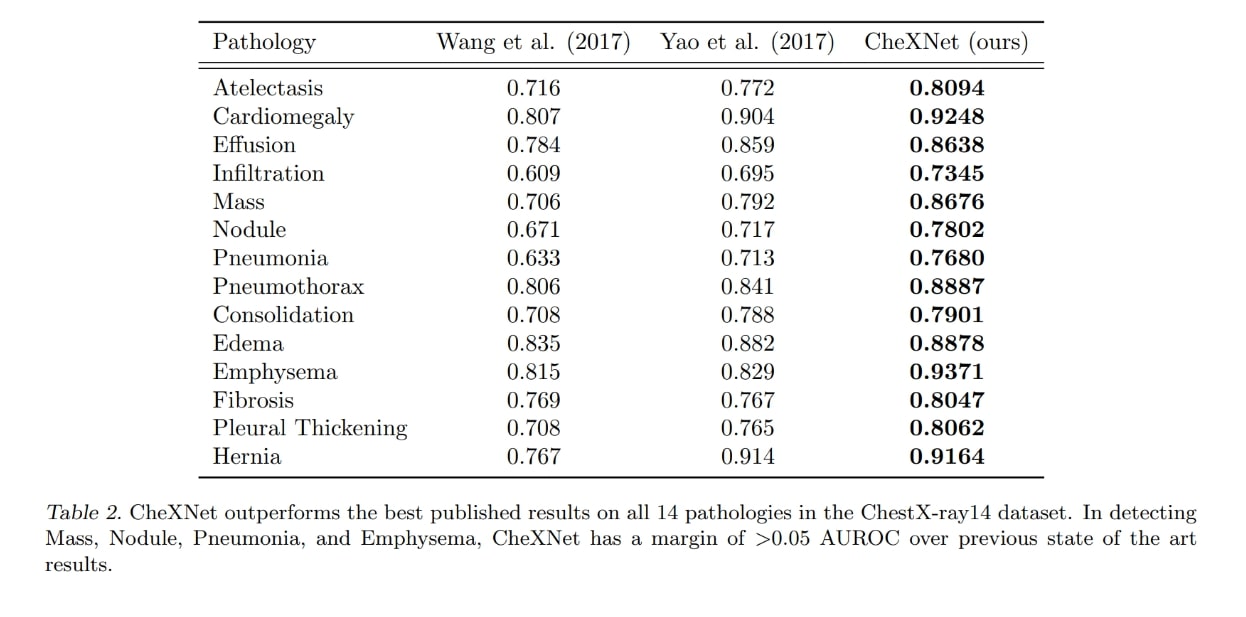 Pathology Wang et al. (2017) Yao et al. (2017) CheXNet (ours)
Atelectasis 0.716 0.772 0.8094
Cardiomegaly 0.807 0.904 0.9248
Effusion 0.784 0.859 0.8638
Infiltration 0.609 0.695 0.7345
Mass 0.706 0.792 0.8676
Nodule 0.671 0.717 0.7802
Pneumonia 0.633 0.713 0.7680
Pneumothorax 0.806 0.841 0.8887
Consolidation 0.708 0.788 0.7901
Edema 0.835 0.882 0.8878
Emphysema 0.815 0.829 0.9371
Fibrosis 0.769 0.767 0.8047
Pleural Thickening 0.708 0.765 0.8062
Hernia 0.767 0.914 0.9164
Table 2. CheXNet outperforms the best published results on all 14 pathologies in the ChestX-ray14 dataset. In detecting
Mass, Nodule, Pneumonia, and Emphysema, CheXNet has a margin of >0.05 AUROC over previous state of the art
results.